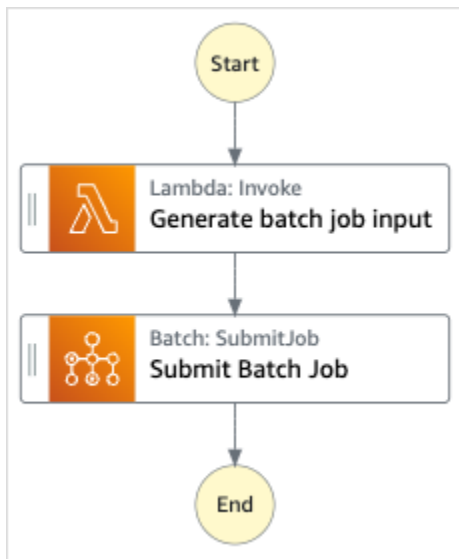 Start
Lambda: Invoke
Generate batch job input
Batch: SubmitJob
Submit Batch Job
End